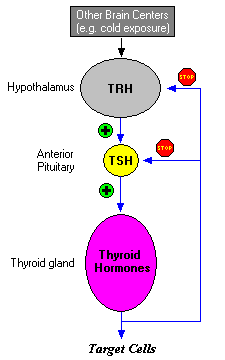 Other Brain Centers
(e.g. cold exposure)
Hypothalamus
TRH
STOP
+
Anterior
Pituitary
TSH
STOP
+
Thyroid gland
Thyroid
Hormones
Target Cells